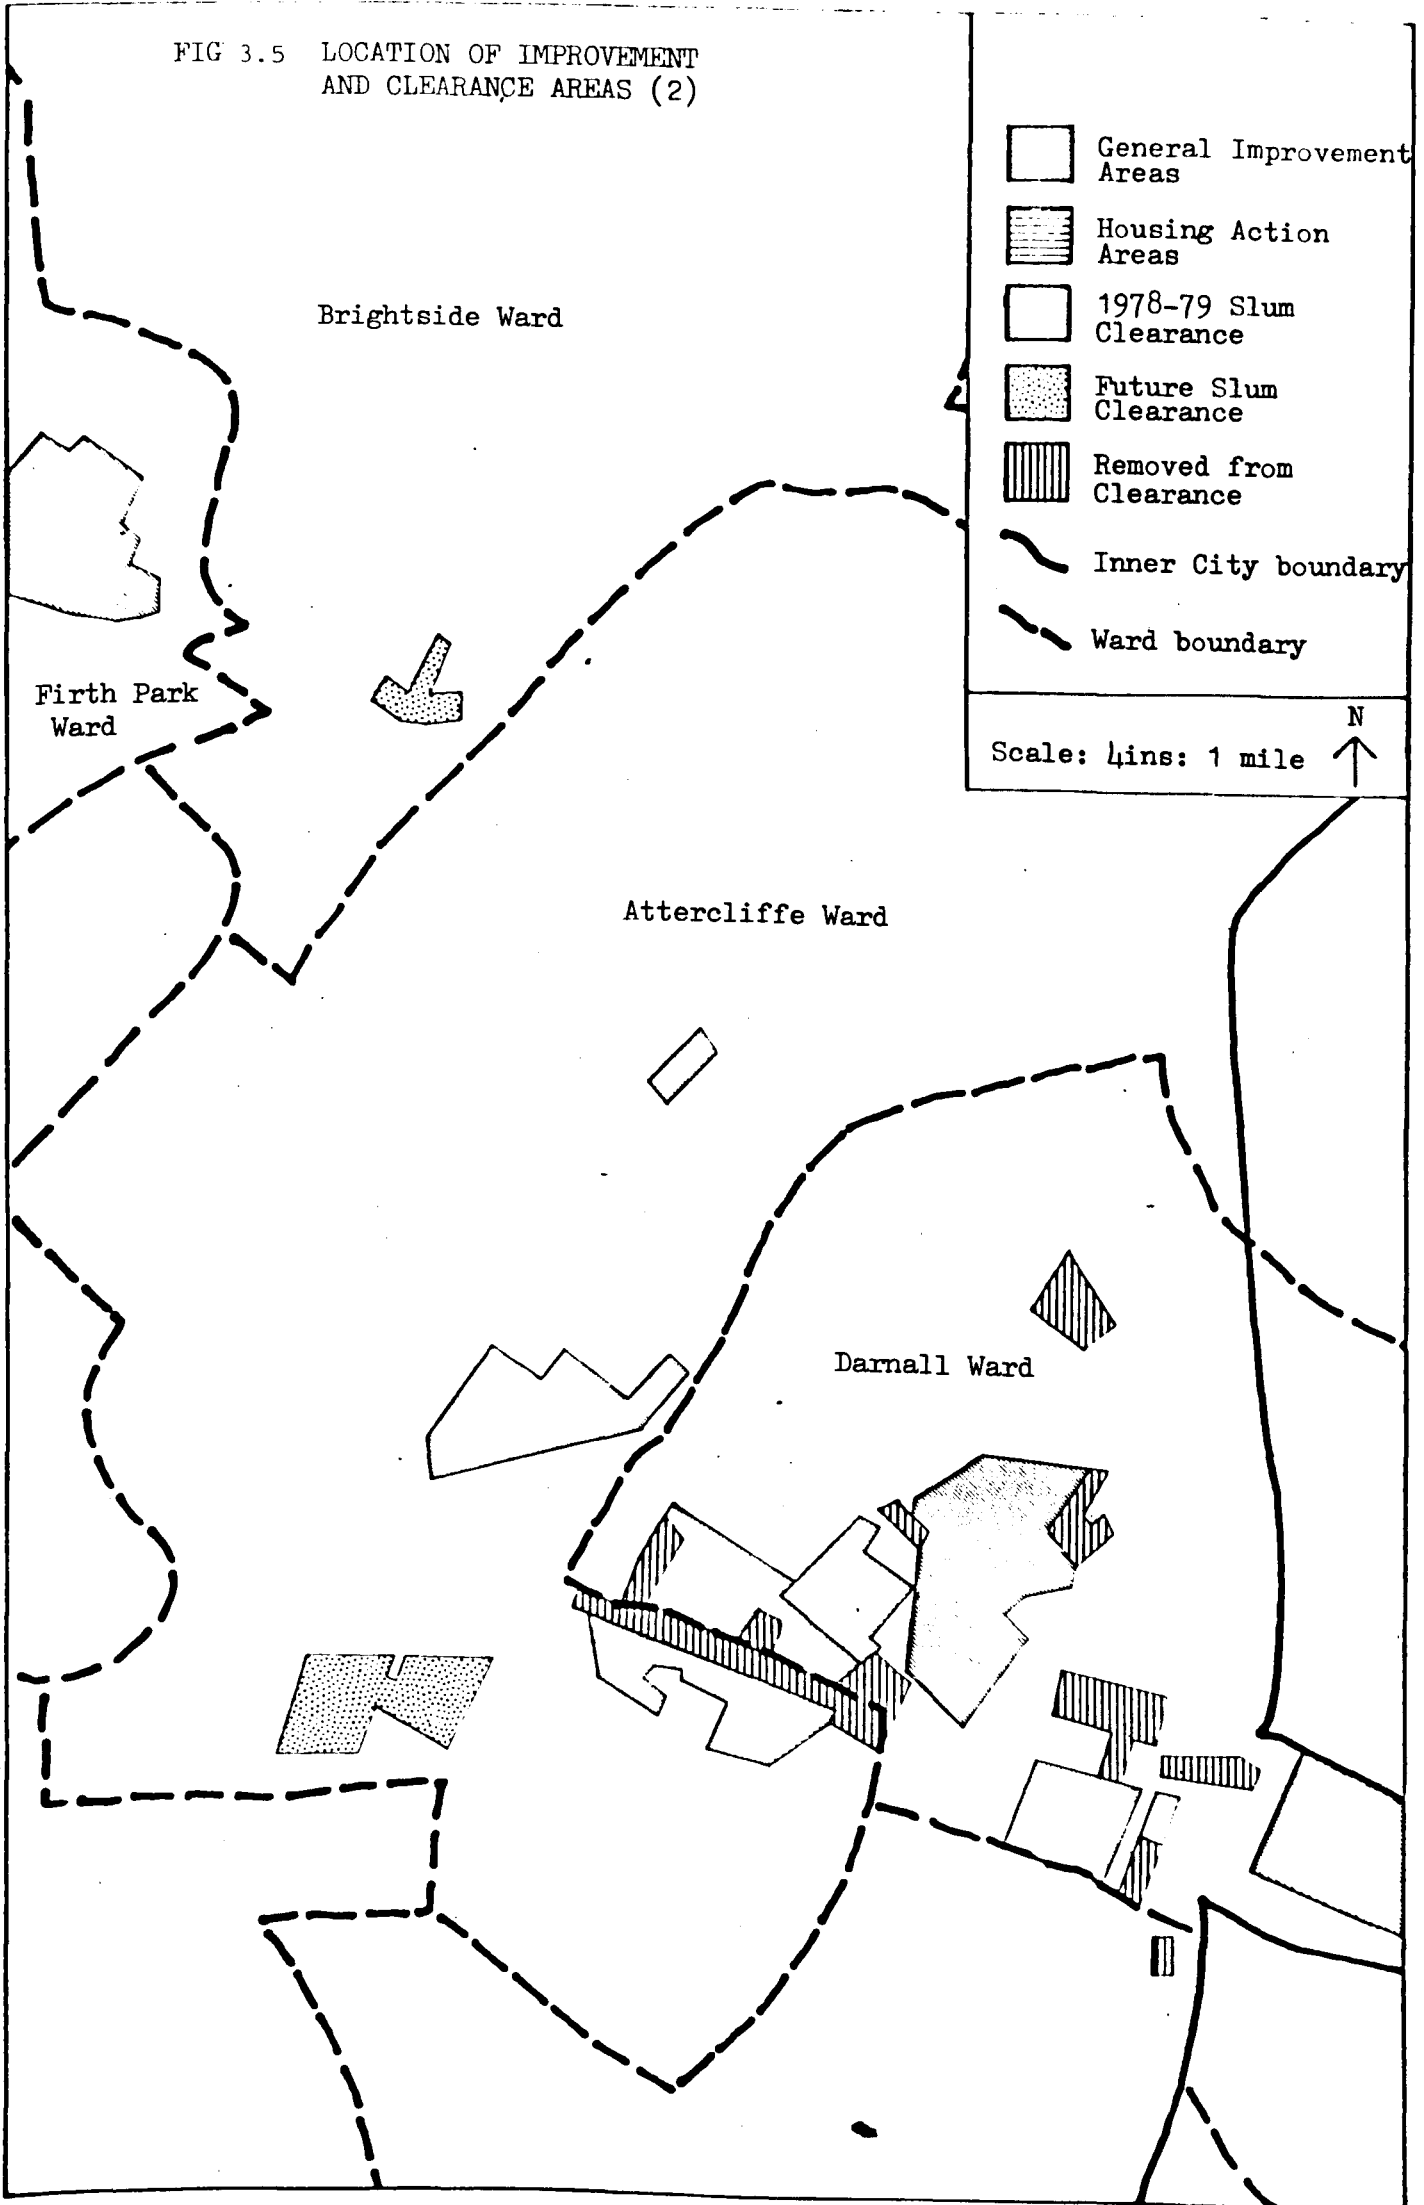 FIG 3.5 LOCATION OF IMPROVEMENT
AND CLEARANCE AREAS (2)
General Improvement
Areas
Housing Action
Areas
1978-79 Slum
Clearance
Future Slum
Clearance
Removed from
Clearance
Inner City boundary
Ward boundary
N
Scale: 4ins: 1 mile
Brightside Ward
Firth Park
Ward
Attercliffe Ward
Darnall Ward